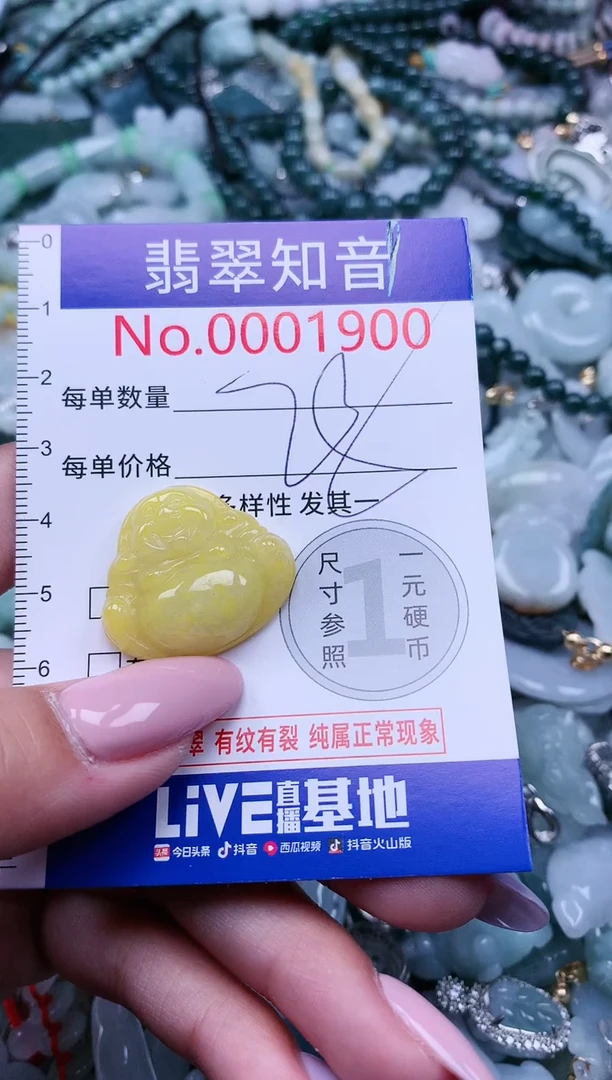 0
翡翠知音
1
No.0001900
2
每单数量
3
每单价格
多样性 发其一
4
尺寸参照
1
一元硬币
5
6
翠 有纹有裂 纯属正常现象
LiVE直播基地
头条 今日头条 抖音 西瓜视频 抖音火山版